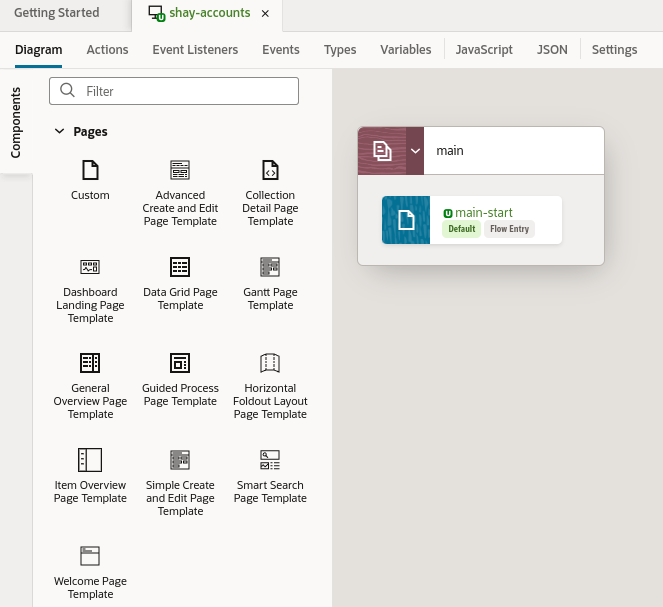 Getting Started
shay-accounts
Diagram Actions Event Listeners Events Types Variables JavaScript JSON Settings
Components
Filter
Pages
Custom
Advanced
Create and Edit
Page Template
Collection
Detail Page
Template
Dashboard
Landing Page
Template
Data Grid Page
Template
Gantt Page
Template
General
Overview Page
Template
Guided Process
Page Template
Horizontal
Foldout Layout
Page Template
Item Overview
Page Template
Simple Create
and Edit Page
Template
Smart Search
Page Template
Welcome Page
Template
main
U main-start
Default Flow Entry